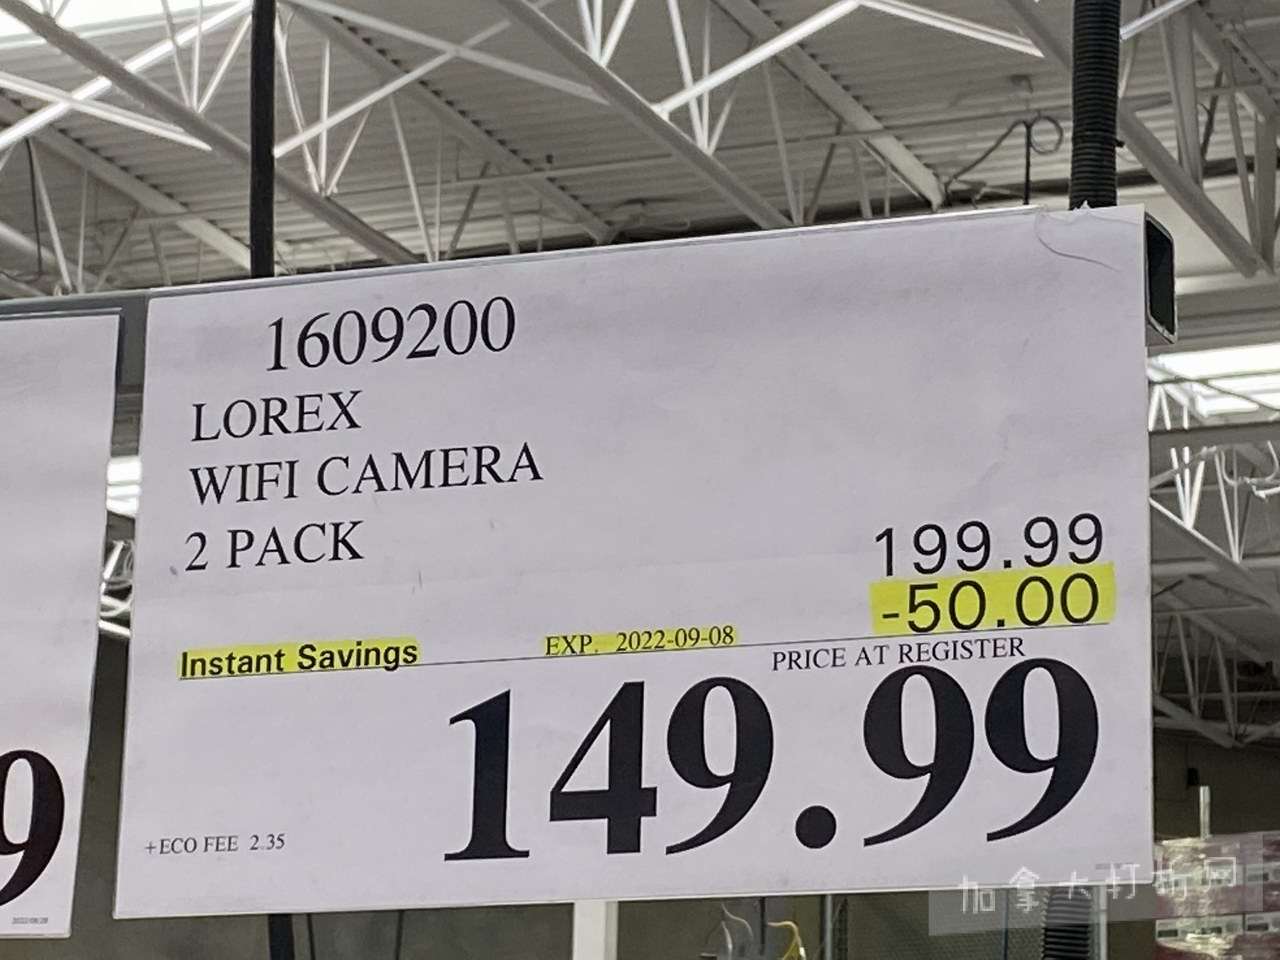 1609200
LOREX
WIFI CAMERA
2 PACK
199.99
-50.00
Instant Savings EXP. 2022-09-08
PRICE AT REGISTER
149.99
+ECO FEE 2.35
9
加拿大打折网